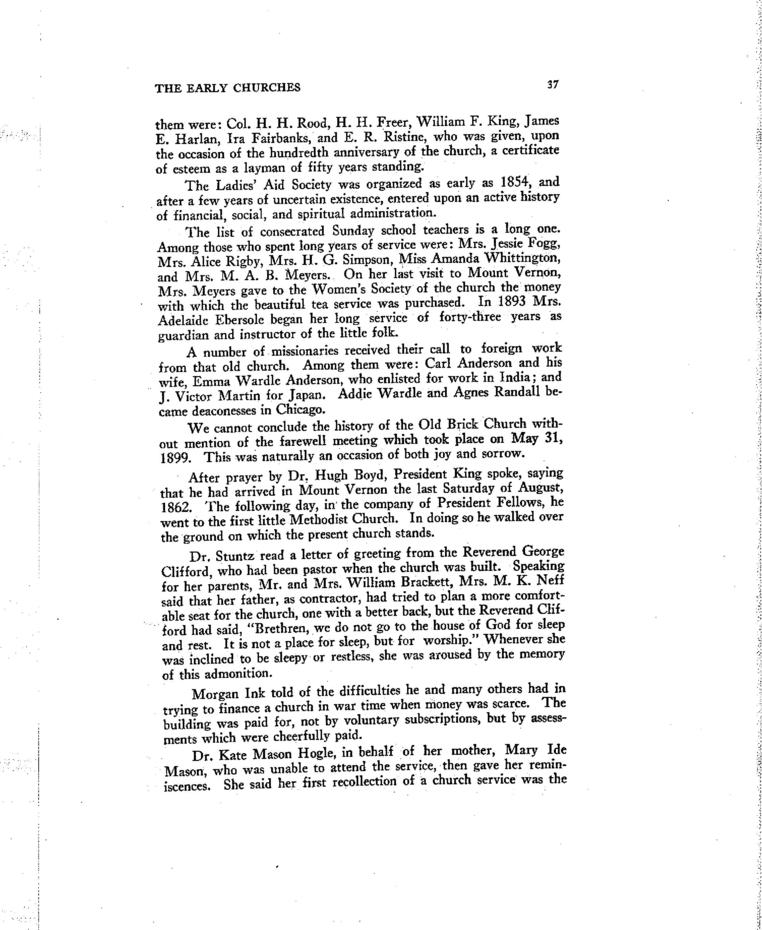 THE EARLY CHURCHES 37
them were: Col. H. H. Rood, H. H. Freer, William F. King, James
E. Harlan, Ira Fairbanks, and E. R. Ristine, who was given, upon
the occasion of the hundredth anniversary of the church, a certificate
of esteem as a layman of fifty years standing.
The Ladies' Aid Society was organized as early as 1854, and
after a few years of uncertain existence, entered upon an active history
of financial, social, and spiritual administration.
The list of consecrated Sunday school teachers is a long one.
Among those who spent long years of service were: Mrs. Jessie Fogg,
Mrs. Alice Rigby, Mrs. H. G. Simpson, Miss Amanda Whittington,
and Mrs. M. A. B. Meyers. On her last visit to Mount Vernon,
Mrs. Meyers gave to the Women's Society of the church the money
with which the beautiful tea service was purchased. In 1893 Mrs.
Adelaide Ebersole began her long service of forty-three years as
guardian and instructor of the little folk.
A number of missionaries received their call to foreign work
from that old church. Among them were: Carl Anderson and his
wife, Emma Wardle Anderson, who enlisted for work in India; and
J. Victor Martin for Japan. Addie Wardle and Agnes Randall be-
came deaconesses in Chicago.
We cannot conclude the history of the Old Brick Church with-
out mention of the farewell meeting which took place on May 31,
1899. This was naturally an occasion of both joy and sorrow.
After prayer by Dr. Hugh Boyd, President King spoke, saying
that he had arrived in Mount Vernon the last Saturday of August,
1862. The following day, in the company of President Fellows, he
went to the first little Methodist Church. In doing so he walked over
the ground on which the present church stands.
Dr. Stuntz read a letter of greeting from the Reverend George
Clifford, who had been pastor when the church was built. Speaking
for her parents, Mr. and Mrs. William Brackett, Mrs. M. K. Neff
said that her father, as contractor, had tried to plan a more comfort-
able seat for the church, one with a better back, but the Reverend Clif-
ford had said, "Brethren, we do not go to the house of God for sleep
and rest. It is not a place for sleep, but for worship." Whenever she
was inclined to be sleepy or restless, she was aroused by the memory
of this admonition.
Morgan Ink told of the difficulties he and many others had in
trying to finance a church in war time when money was scarce. The
building was paid for, not by voluntary subscriptions, but by assess-
ments which were cheerfully paid.
Dr. Kate Mason Hogle, in behalf of her mother, Mary Ide
Mason, who was unable to attend the service, then gave her remin-
iscences. She said her first recollection of a church service was the